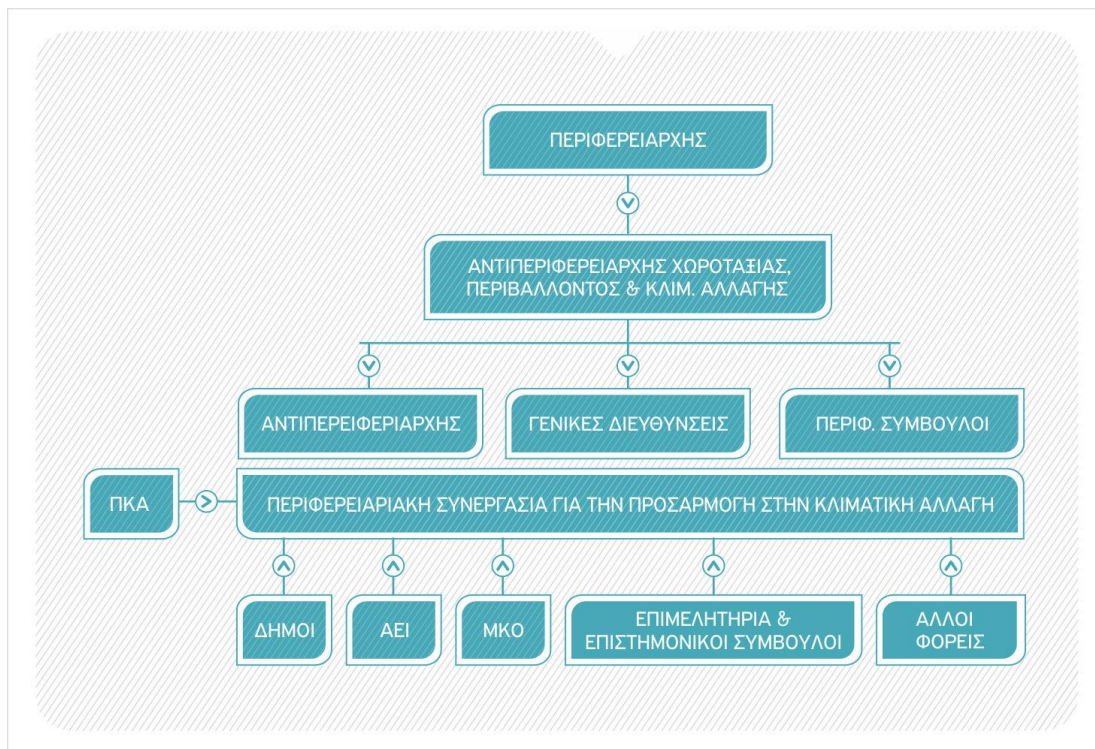 ΠΕΡΙΦΕΡΕΙΑΡΧΗΣ
ΑΝΤΙΠΕΡΙΦΕΡΕΙΑΡΧΗΣ ΧΩΡΟΤΑΞΙΑΣ,
ΠΕΡΙΒΑΛΛΟΝΤΟΣ & ΚΛΙΜ. ΑΛΛΑΓΗΣ
ΑΝΤΙΠΕΡΕΙΦΕΡΙΑΡΧΗΣ
ΓΕΝΙΚΕΣ ΔΙΕΥΘΥΝΣΕΙΣ
ΠΕΡΙΦ. ΣΥΜΒΟΥΛΟΙ
ΠΚΑ
ΠΕΡΙΦΕΡΕΙΑΡΙΑΚΗ ΣΥΝΕΡΓΑΣΙΑ ΓΙΑ ΤΗΝ ΠΡΟΣΑΡΜΟΓΗ ΣΤΗΝ ΚΛΙΜΑΤΙΚΗ ΑΛΛΑΓΗ
ΔΗΜΟΙ
ΑΕΙ
ΜΚΟ
ΕΠΙΜΕΛΗΤΗΡΙΑ &
ΕΠΙΣΤΗΜΟΝΙΚΟΙ ΣΥΜΒΟΥΛΟΙ
ΑΛΛΟΙ
ΦΟΡΕΙΣ